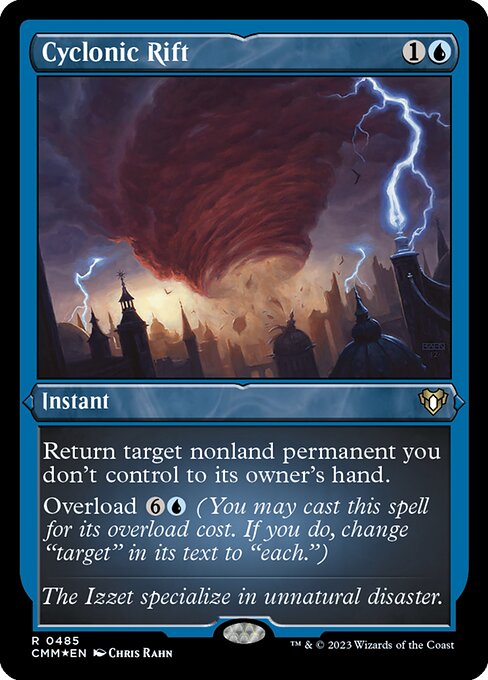 Cyclonic Rift 1
Instant
Return target nonland permanent you
don't control to its owner's hand.
Overload 6 (You may cast this spell
for its overload cost. If you do, change
"target" in its text to "each.")
The Izzet specialize in unnatural disaster.
R 0485
CMM★EN Chris Rahn
™ & © 2023 Wizards of the Coast